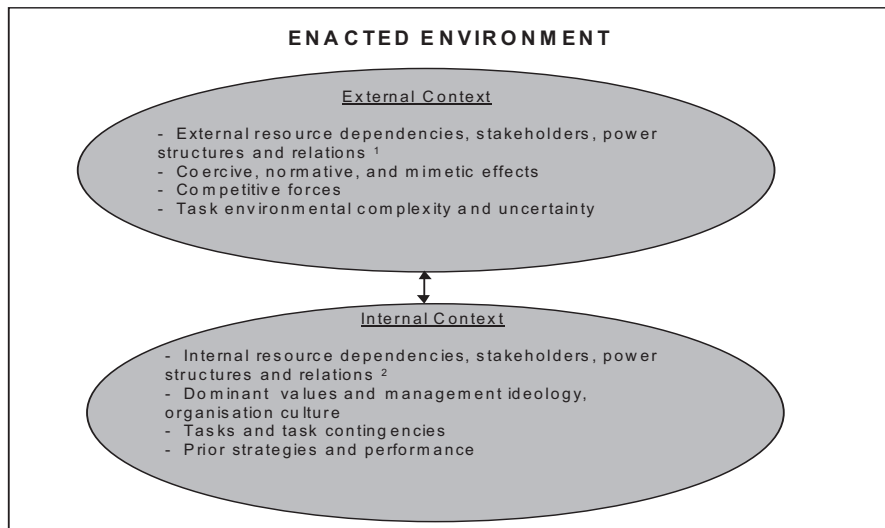 ENACTED ENVIRONMENT
External Context
- External resource dependencies, stakeholders, power
structures and relations ¹
- Coercive, normative, and mimetic effects
- Competitive forces
- Task environmental complexity and uncertainty
Internal Context
- Internal resource dependencies, stakeholders, power
structures and relations ²
- Dominant values and management ideology,
organisation culture
- Tasks and task contingencies
- Prior strategies and performance